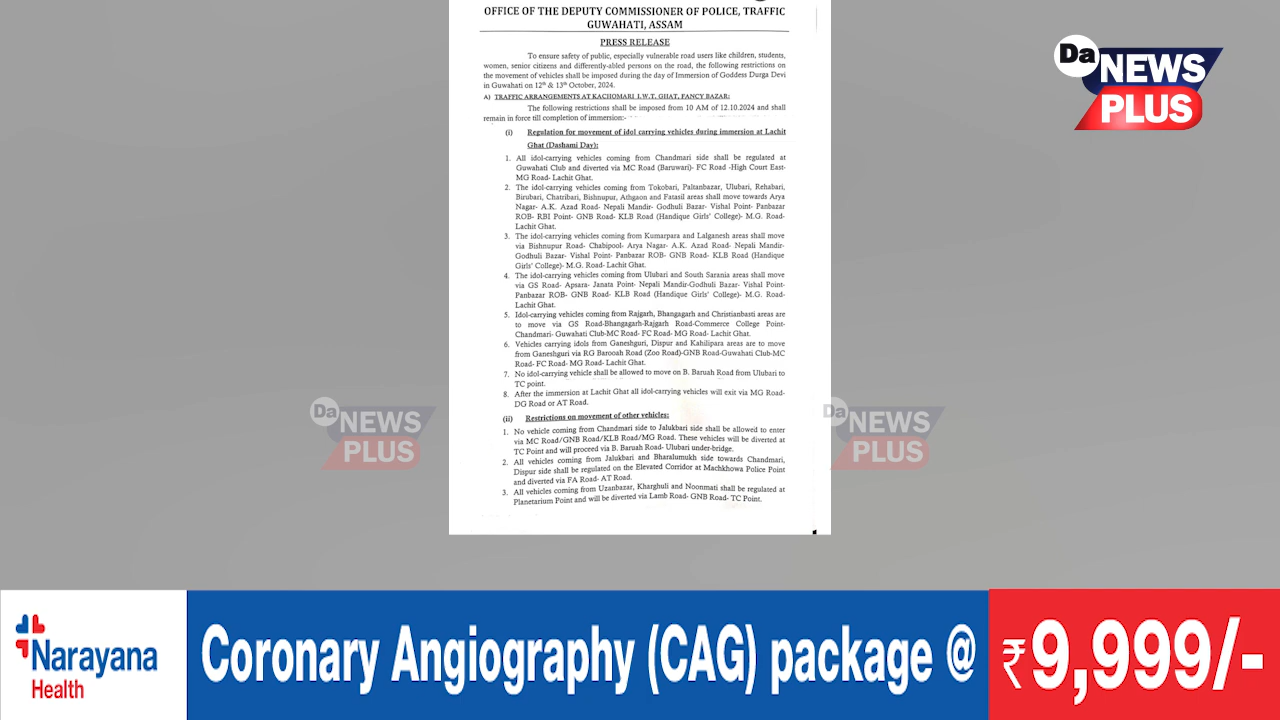 OFFICE OF THE DEPUTY COMMISSIONER OF POLICE, TRAFFIC
GUWAHATI, ASSAM
PRESS RELEASE
To ensure safety of public, especially vulnerable road users like children, students,
women, senior citizens and differently-abled persons on the road, the following restrictions on
the movement of vehicles shall be imposed during the day of Immersion of Goddess Durga Devi
in Guwahati on 12th & 13th October, 2024.
A) TRAFFIC ARRANGEMENTS AT KACHOMARI I.W.T. GHAT, FANCY BAZAR:
The following restrictions shall be imposed from 10 AM of 12.10.2024 and shall
remain in force till completion of immersion:-
(i) Regulation for movement of idol carrying vehicles during immersion at Lachit
Ghat (Dashami Day):
1. All idol-carrying vehicles coming from Chandmari side shall be regulated at
Guwahati Club and diverted via MC Road (Baruwari)- FC Road -High Court East-
MG Road- Lachit Ghat.
2. The idol-carrying vehicles coming from Tokobari, Paltanbazar, Ulubari, Rehabari,
Birubari, Chatribari, Bishnupur, Athgaon and Fatasil areas shall move towards Arya
Nagar- A.K. Azad Road- Nepali Mandir- Godhuli Bazar- Vishal Point- Panbazar
ROB- RBI Point- GNB Road- KLB Road (Handique Girls' College)- M.G. Road-
Lachit Ghat.
3. The idol-carrying vehicles coming from Kumarpara and Lalganesh areas shall move
via Bishnupur Road- Chabipool- Arya Nagar- A.K. Azad Road- Nepali Mandir-
Godhuli Bazar- Vishal Point- Panbazar ROB- GNB Road- KLB Road (Handique
Girls' College)- M.G. Road- Lachit Ghat.
4. The idol-carrying vehicles coming from Ulubari and South Sarania areas shall move
via GS Road- Apsara- Janata Point- Nepali Mandir-Godhuli Bazar- Vishal Point-
Panbazar ROB- GNB Road- KLB Road (Handique Girls' College)- M.G. Road-
Lachit Ghat.
5. Idol-carrying vehicles coming from Rajgarh, Bhangagarh and Christianbasti areas are
to move via GS Road-Bhangagarh-Rajgarh Road-Commerce College Point-
Chandmari- Guwahati Club-MC Road- FC Road- MG Road- Lachit Ghat.
6. Vehicles carrying idols from Ganeshguri, Dispur and Kahilipara areas are to move
from Ganeshguri via RG Barooah Road (Zoo Road)-GNB Road-Guwahati Club-MC
Road- FC Road- MG Road- Lachit Ghat.
7. No idol-carrying vehicle shall be allowed to move on B. Baruah Road from Ulubari to
TC point.
8. After the immersion at Lachit Ghat all idol-carrying vehicles will exit via MG Road-
DG Road or AT Road.
(ii) Restrictions on movement of other vehicles:
1. No vehicle coming from Chandmari side to Jalukbari side shall be allowed to enter
via MC Road/GNB Road/KLB Road/MG Road. These vehicles will be diverted at
TC Point and will proceed via B. Baruah Road- Ulubari under-bridge.
2. All vehicles coming from Jalukbari and Bharalumukh side towards Chandmari,
Dispur side shall be regulated on the Elevated Corridor at Machkhowa Police Point
and diverted via FA Road- AT Road.
3. All vehicles coming from Uzanbazar, Kharghuli and Noonmati shall be regulated at
Planetarium Point and will be diverted via Lamb Road- GNB Road- TC Point.
Da NEWS
PLUS
Da NEWS
PLUS
Da NEWS
PLUS
Narayana
Health
Coronary Angiography (CAG) package @
₹9,999/-